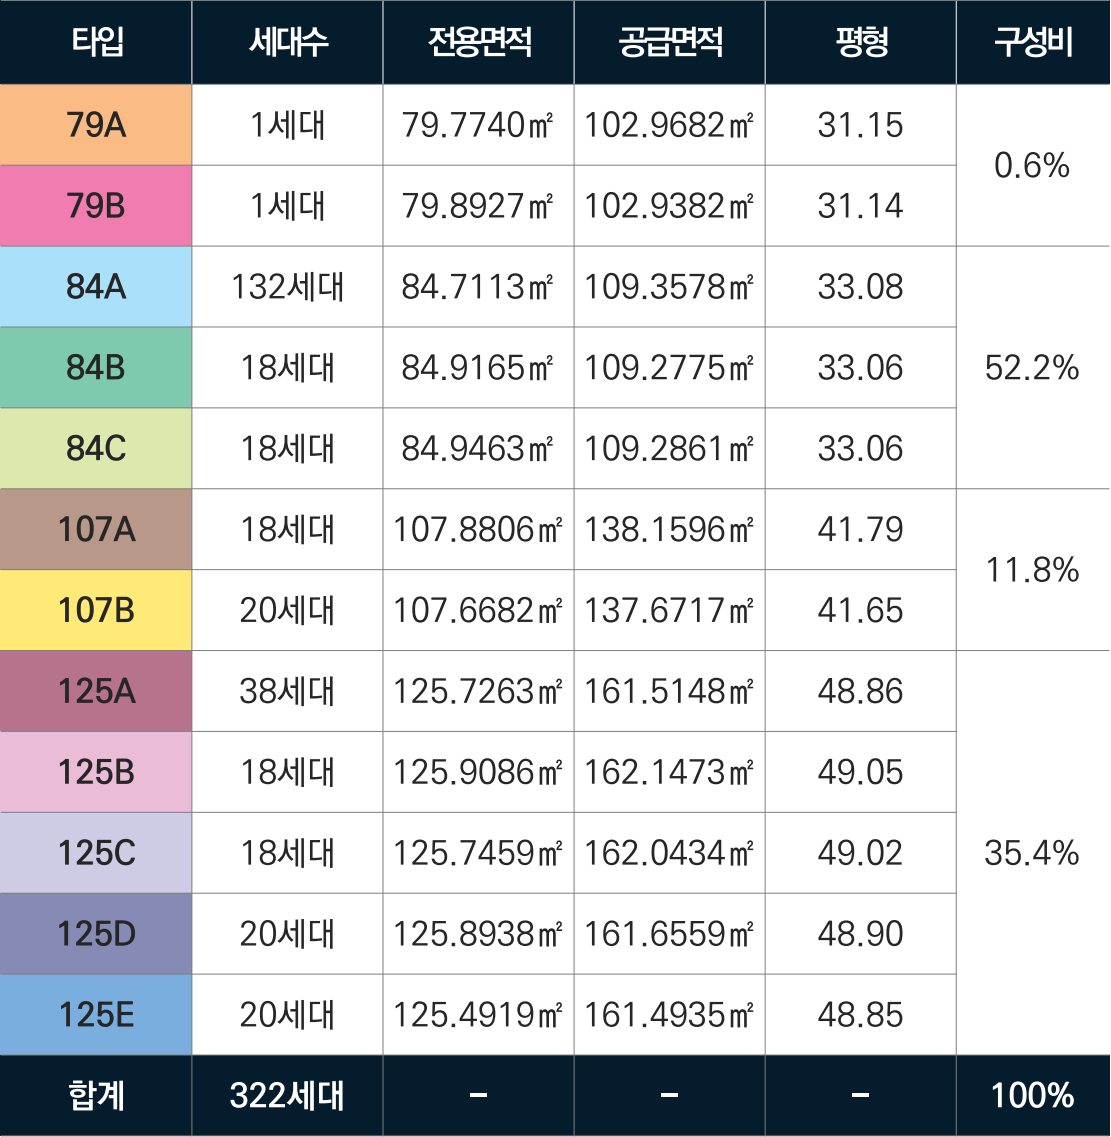 타입 세대수 전용면적 공급면적 평형 구성비
79A 1세대 79.7740㎡ 102.9682㎡ 31.15
0.6%
79B 1세대 79.8927㎡ 102.9382㎡ 31.14
84A 132세대 84.7113㎡ 109.3578㎡ 33.08
84B 18세대 84.9165㎡ 109.2775㎡ 33.06 52.2%
84C 18세대 84.9463㎡ 109.2861㎡ 33.06
107A 18세대 107.8806㎡ 138.1596㎡ 41.79
11.8%
107B 20세대 107.6682㎡ 137.6717㎡ 41.65
125A 38세대 125.7263㎡ 161.5148㎡ 48.86
125B 18세대 125.9086㎡ 162.1473㎡ 49.05
125C 18세대 125.7459㎡ 162.0434㎡ 49.02 35.4%
125D 20세대 125.8938㎡ 161.6559㎡ 48.90
125E 20세대 125.4919㎡ 161.4935㎡ 48.85
합계 322세대 – – – 100%